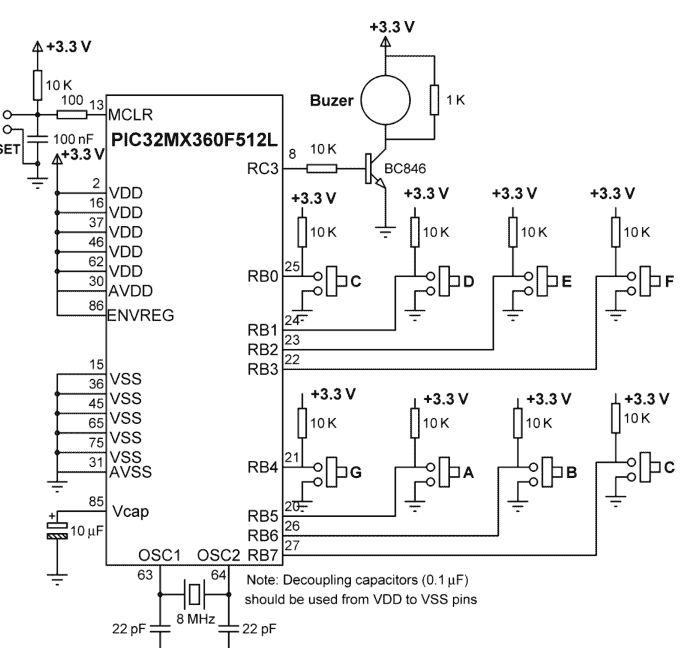 +3.3 V
+3.3 V
10 K
100
13
MCLR
PIC32MX360F512L
Buzer
1 K
100 nF
SET
+3.3 V
8
10 K
RC3
BC846
2
VDD
16
VDD
37
VDD
46
VDD
62
VDD
30
AVDD
86
ENVREG
+3.3 V
+3.3 V
+3.3 V
+3.3 V
10 K
10 K
10 K
10 K
25
RB0
C
D
E
F
24
RB1
23
RB2
22
RB3
15
VSS
36
VSS
45
VSS
65
VSS
75
VSS
31
AVSS
+3.3 V
+3.3 V
+3.3 V
+3.3 V
10 K
10 K
10 K
10 K
21
RB4
G
A
B
C
20
RB5
26
RB6
27
RB7
85
Vcap
+
10 µF
OSC1
OSC2
63
64
8 MHz
22 pF
22 pF
Note: Decoupling capacitors (0.1 µF)
should be used from VDD to VSS pins